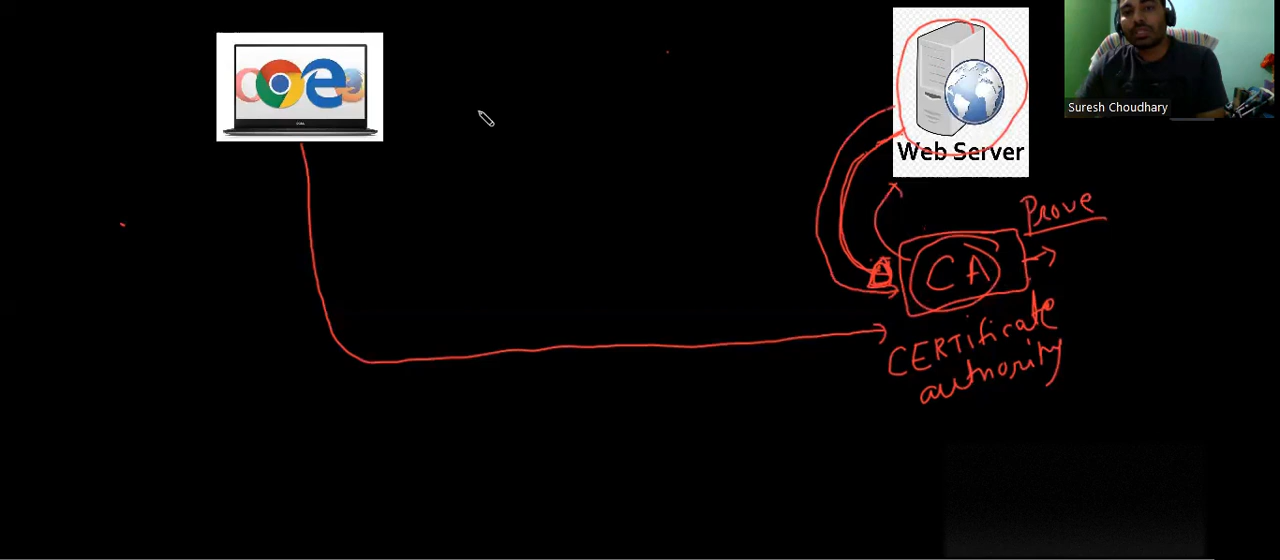 Web Server
Suresh Choudhary
Prove
CA
CERTificate
authority